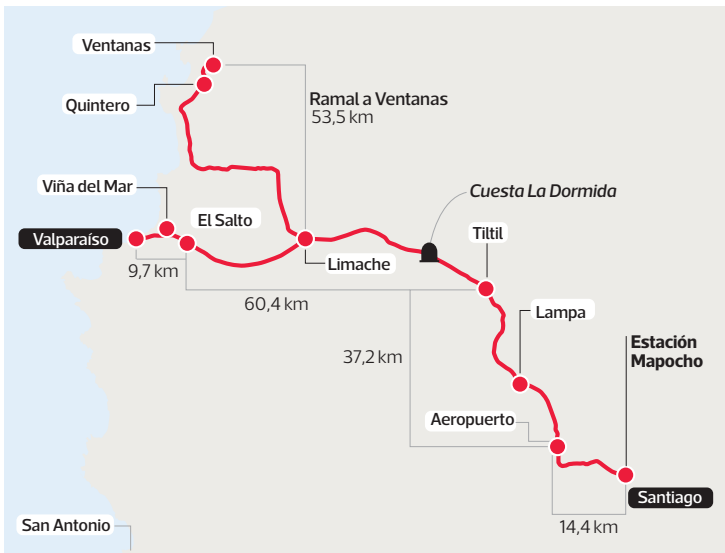 Ventanas
Quintero
Ramal a Ventanas
53,5 km
Viña del Mar
Cuesta La Dormida
El Salto
Valparaíso
Tiltil
Limache
9,7 km
60,4 km
Lampa
Estación
Mapocho
37,2 km
Aeropuerto
Santiago
San Antonio
14,4 km